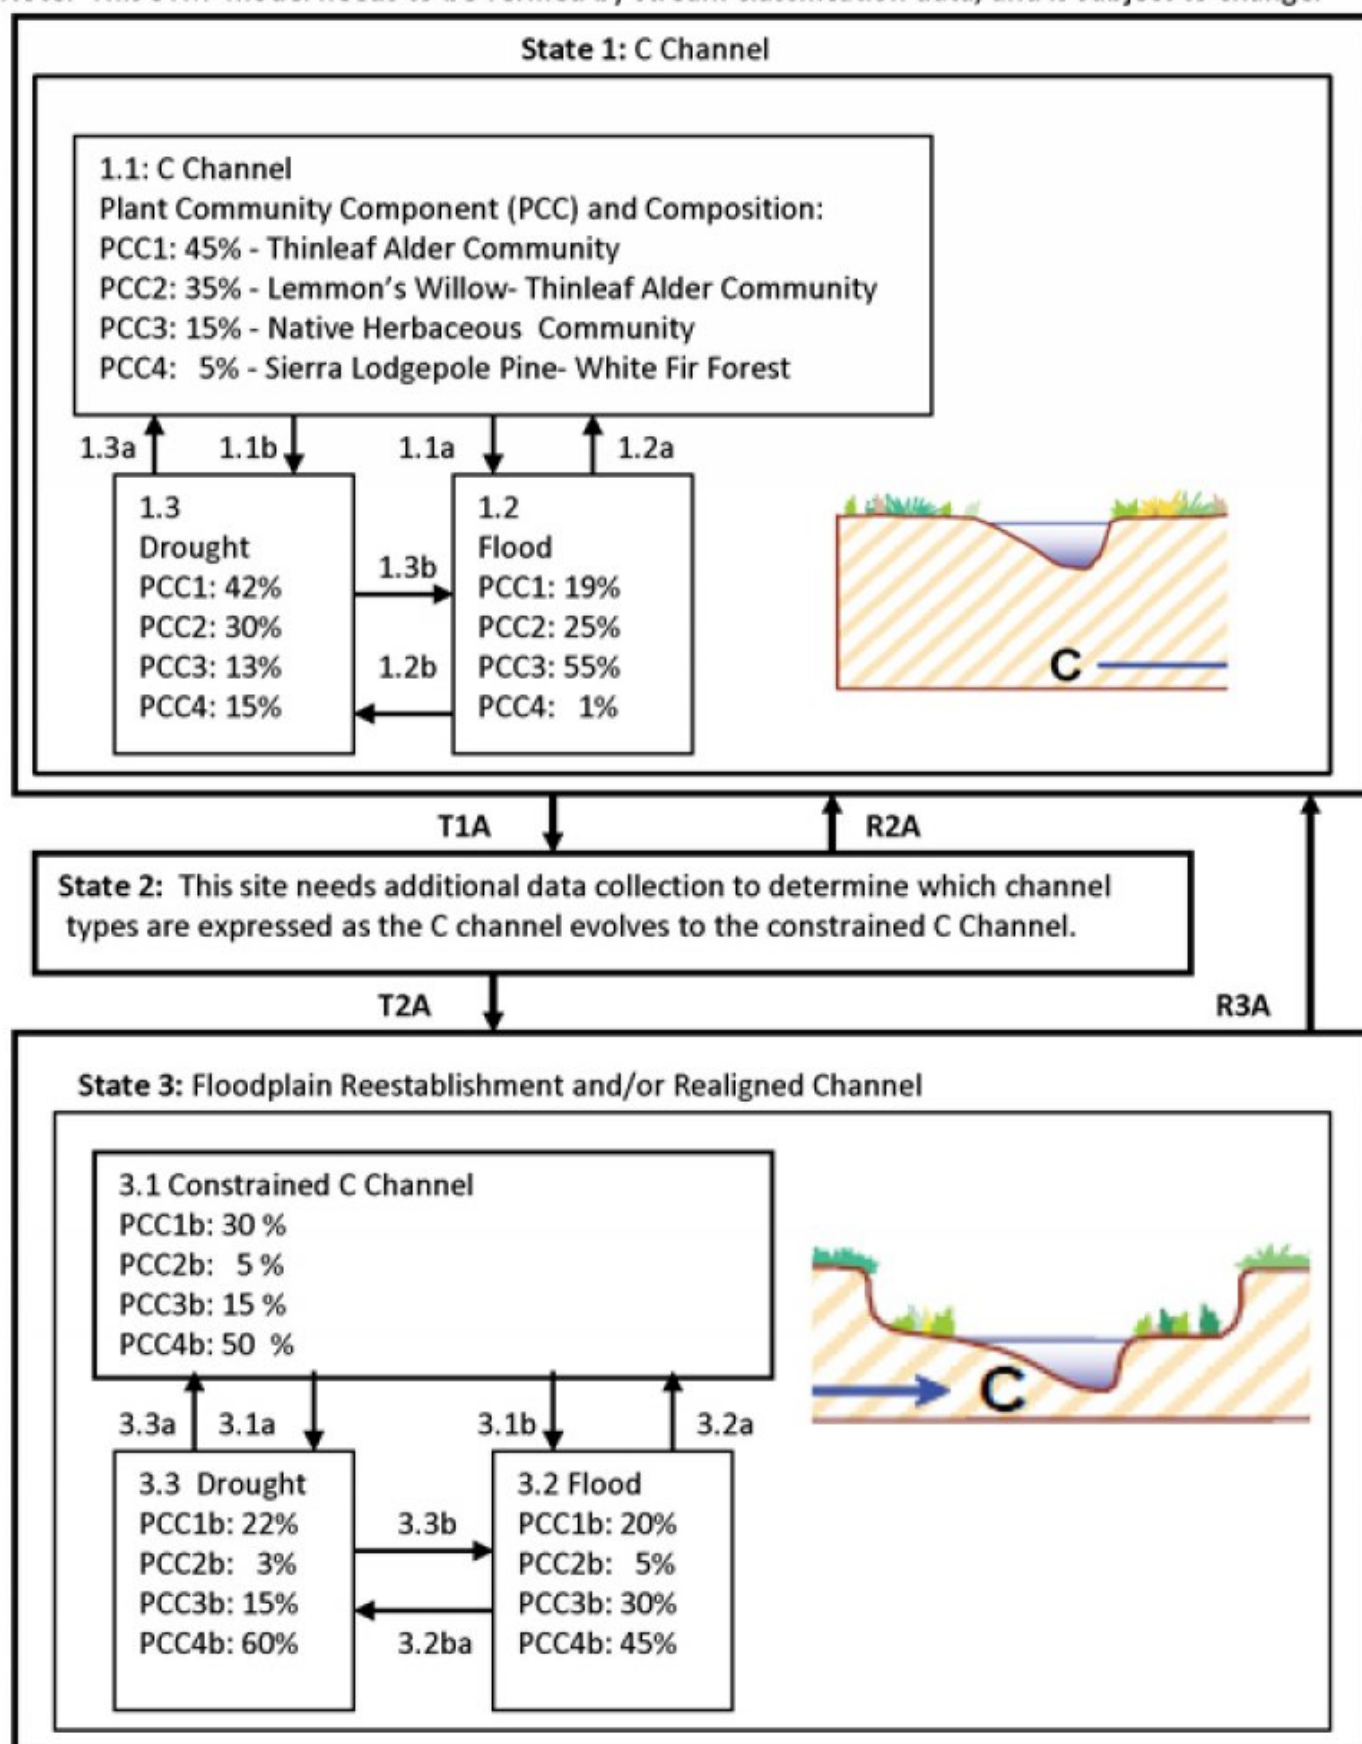 State 1: C Channel
1.1: C Channel
Plant Community Component (PCC) and Composition:
PCC1: 45% - Thinleaf Alder Community
PCC2: 35% - Lemmon's Willow- Thinleaf Alder Community
PCC3: 15% - Native Herbaceous Community
PCC4: 5% - Sierra Lodgepole Pine- White Fir Forest
1.3a
1.1b
1.1a
1.2a
1.3
Drought
PCC1: 42%
PCC2: 30%
PCC3: 13%
PCC4: 15%
1.3b
1.2b
1.2
Flood
PCC1: 19%
PCC2: 25%
PCC3: 55%
PCC4: 1%
C
T1A
R2A
State 2: This site needs additional data collection to determine which channel
types are expressed as the C channel evolves to the constrained C Channel.
T2A
R3A
State 3: Floodplain Reestablishment and/or Realigned Channel
3.1 Constrained C Channel
PCC1b: 30 %
PCC2b: 5 %
PCC3b: 15 %
PCC4b: 50 %
C
3.3a
3.1a
3.1b
3.2a
3.3 Drought
PCC1b: 22%
PCC2b: 3%
PCC3b: 15%
PCC4b: 60%
3.3b
3.2ba
3.2 Flood
PCC1b: 20%
PCC2b: 5%
PCC3b: 30%
PCC4b: 45%